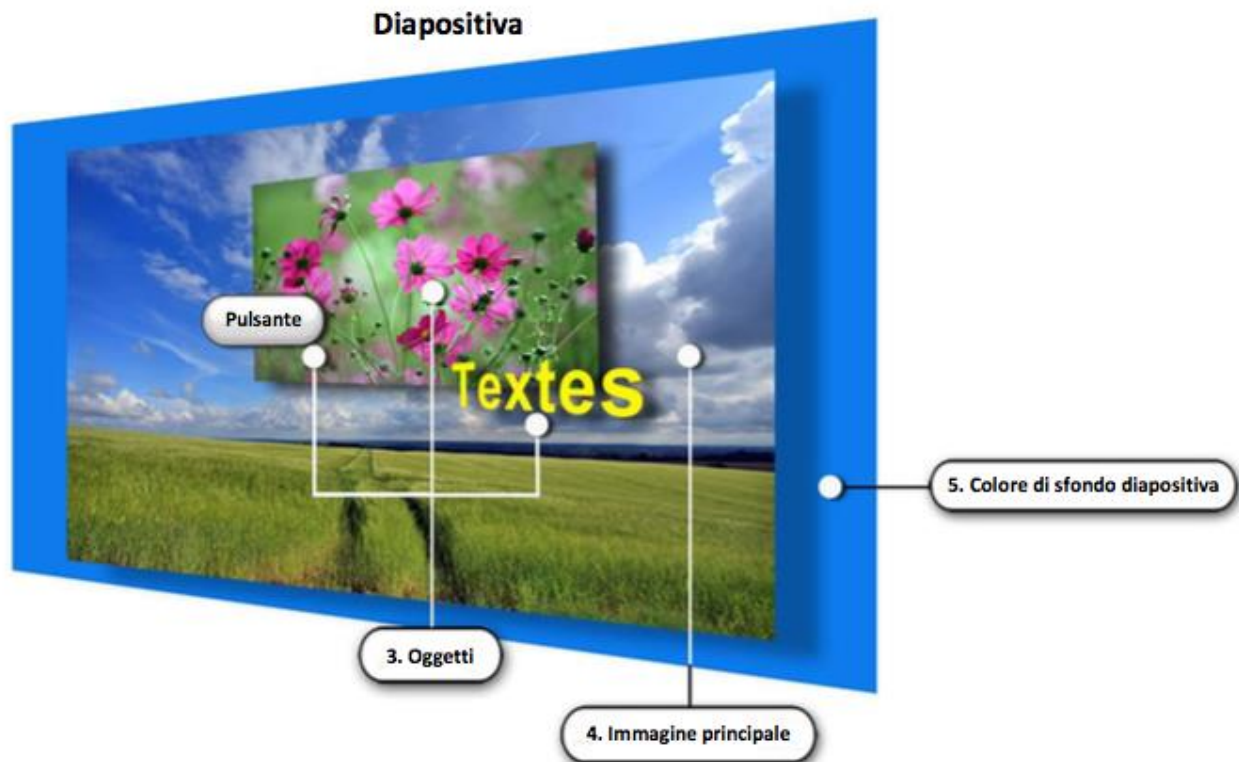 Diapositiva
Pulsante
Textes
5. Colore di sfondo diapositiva
3. Oggetti
4. Immagine principale